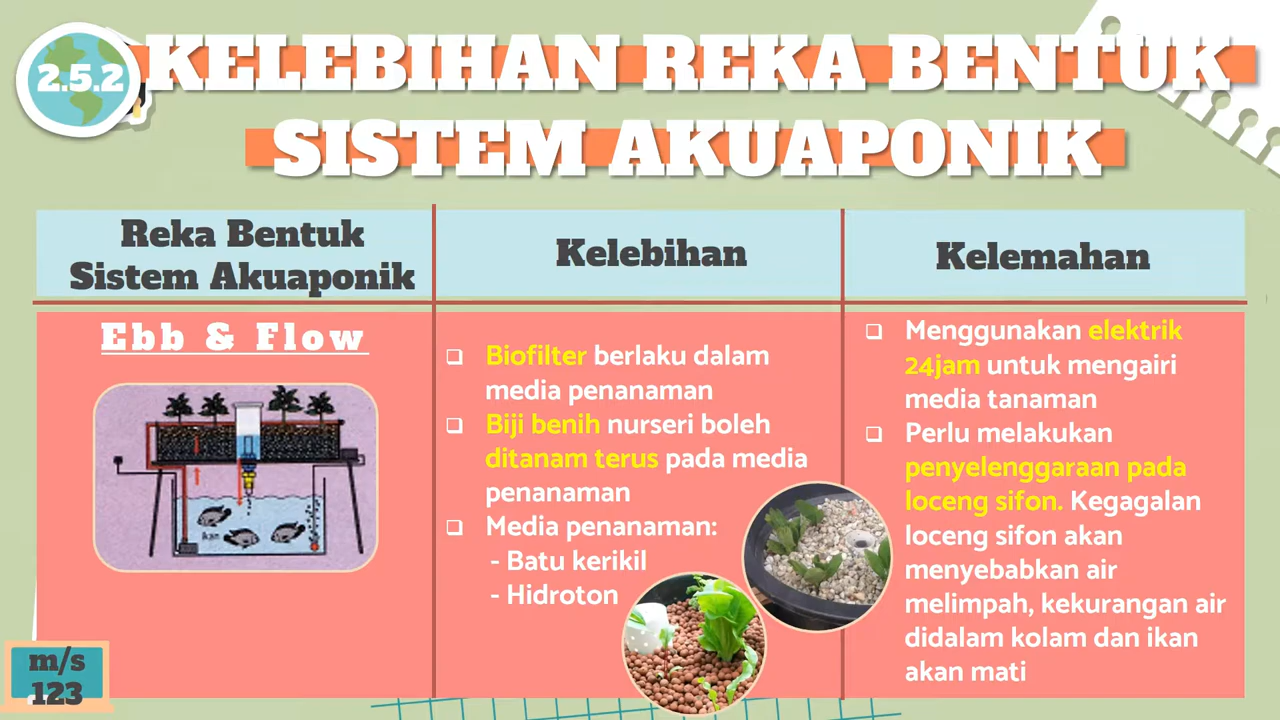 2.5.2
KELEBIHAN REKA BENTUK
SISTEM AKUAPONIK
Reka Bentuk
Sistem Akuaponik
Kelebihan
Kelemahan
Ebb & Flow
Ikan
❑ Biofilter berlaku dalam
media penanaman
❑ Biji benih nurseri boleh
ditanam terus pada media
penanaman
❑ Media penanaman:
- Batu kerikil
- Hidroton
❑ Menggunakan elektrik
24jam untuk mengairi
media tanaman
❑ Perlu melakukan
penyelenggaraan pada
loceng sifon. Kegagalan
loceng sifon akan
menyebabkan air
melimpah, kekurangan air
didalam kolam dan ikan
akan mati
m/s
123